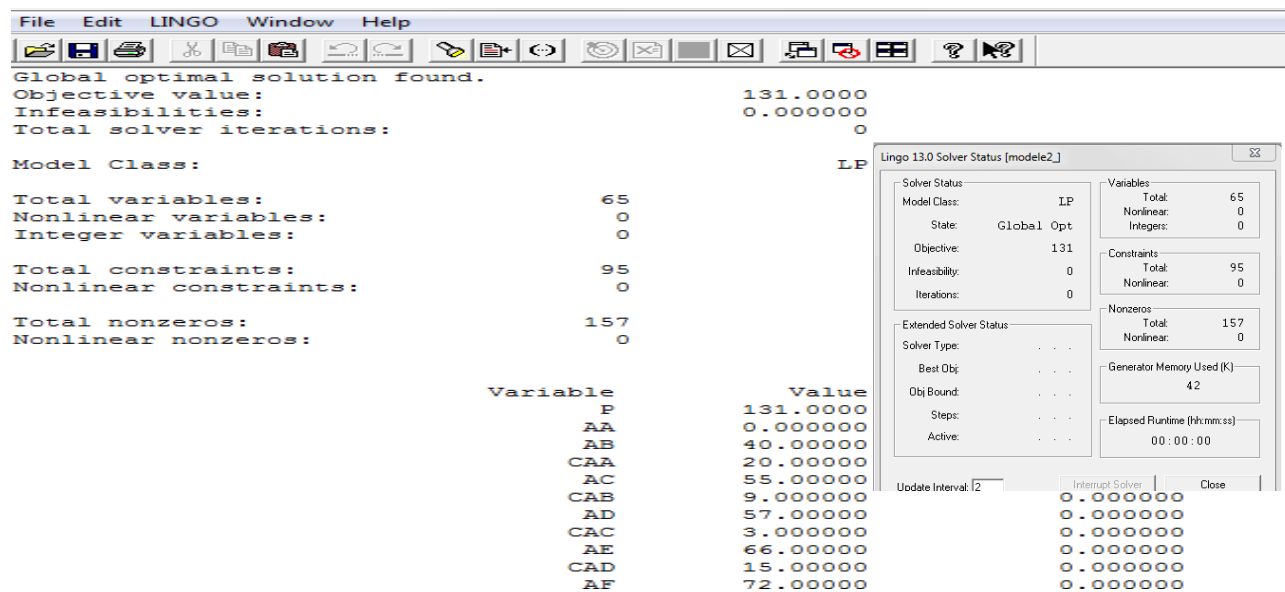 File Edit LINGO Window Help
Global optimal solution found.
Objective value: 131.0000
Infeasibilities: 0.000000
Total solver iterations: 0
Model Class: LP
Total variables: 65
Nonlinear variables: 0
Integer variables: 0
Total constraints: 95
Nonlinear constraints: 0
Total nonzeros: 157
Nonlinear nonzeros: 0
Variable Value
P 131.0000
AA 0.000000
AB 40.00000
CAA 20.00000
AC 55.00000
CAB 9.000000 0.000000
AD 57.00000 0.000000
CAC 3.000000 0.000000
AE 66.00000 0.000000
CAD 15.00000 0.000000
AF 72.00000 0.000000
Lingo 13.0 Solver Status [modele2_]
Solver Status
Model Class: LP
State: Global Opt
Objective: 131
Infeasibility: 0
Iterations: 0
Extended Solver Status
Solver Type: . . .
Best Obj: . . .
Obj Bound: . . .
Steps: . . .
Active: . . .
Variables
Total: 65
Nonlinear: 0
Integers: 0
Constraints
Total: 95
Nonlinear: 0
Nonzeros
Total: 157
Nonlinear: 0
Generator Memory Used (K)
42
Elapsed Runtime (hh:mm:ss)
00:00:00
Update Interval: 2 Interrupt Solver Close